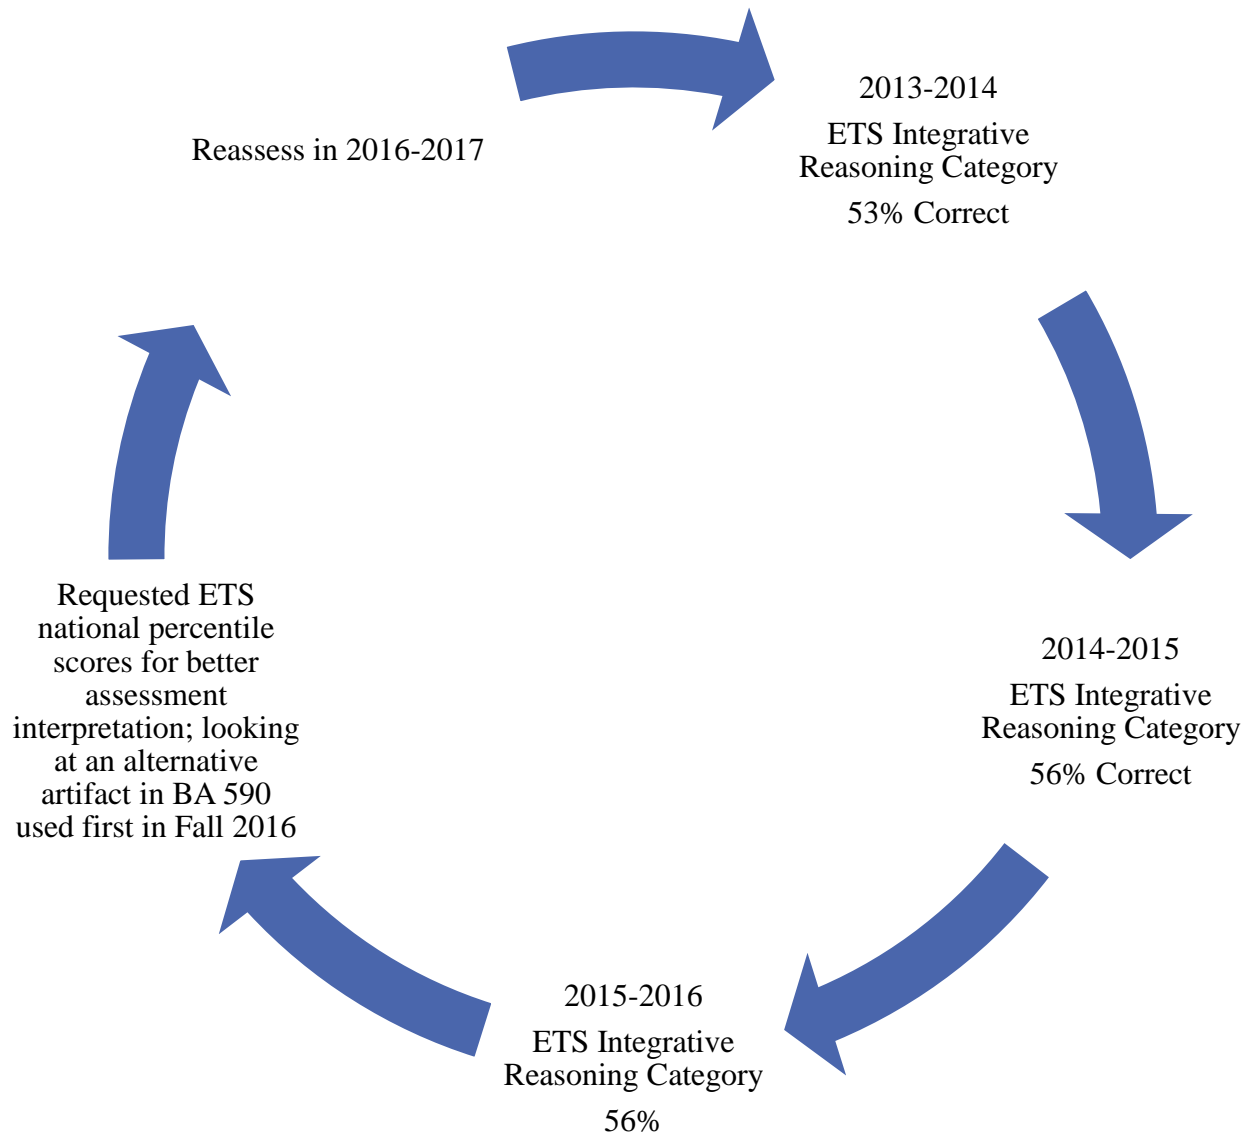 2013-2014
ETS Integrative
Reasoning Category
53% Correct
2014-2015
ETS Integrative
Reasoning Category
56% Correct
2015-2016
ETS Integrative
Reasoning Category
56%
Requested ETS
national percentile
scores for better
assessment
interpretation; looking
at an alternative
artifact in BA 590
used first in Fall 2016
Reassess in 2016-2017